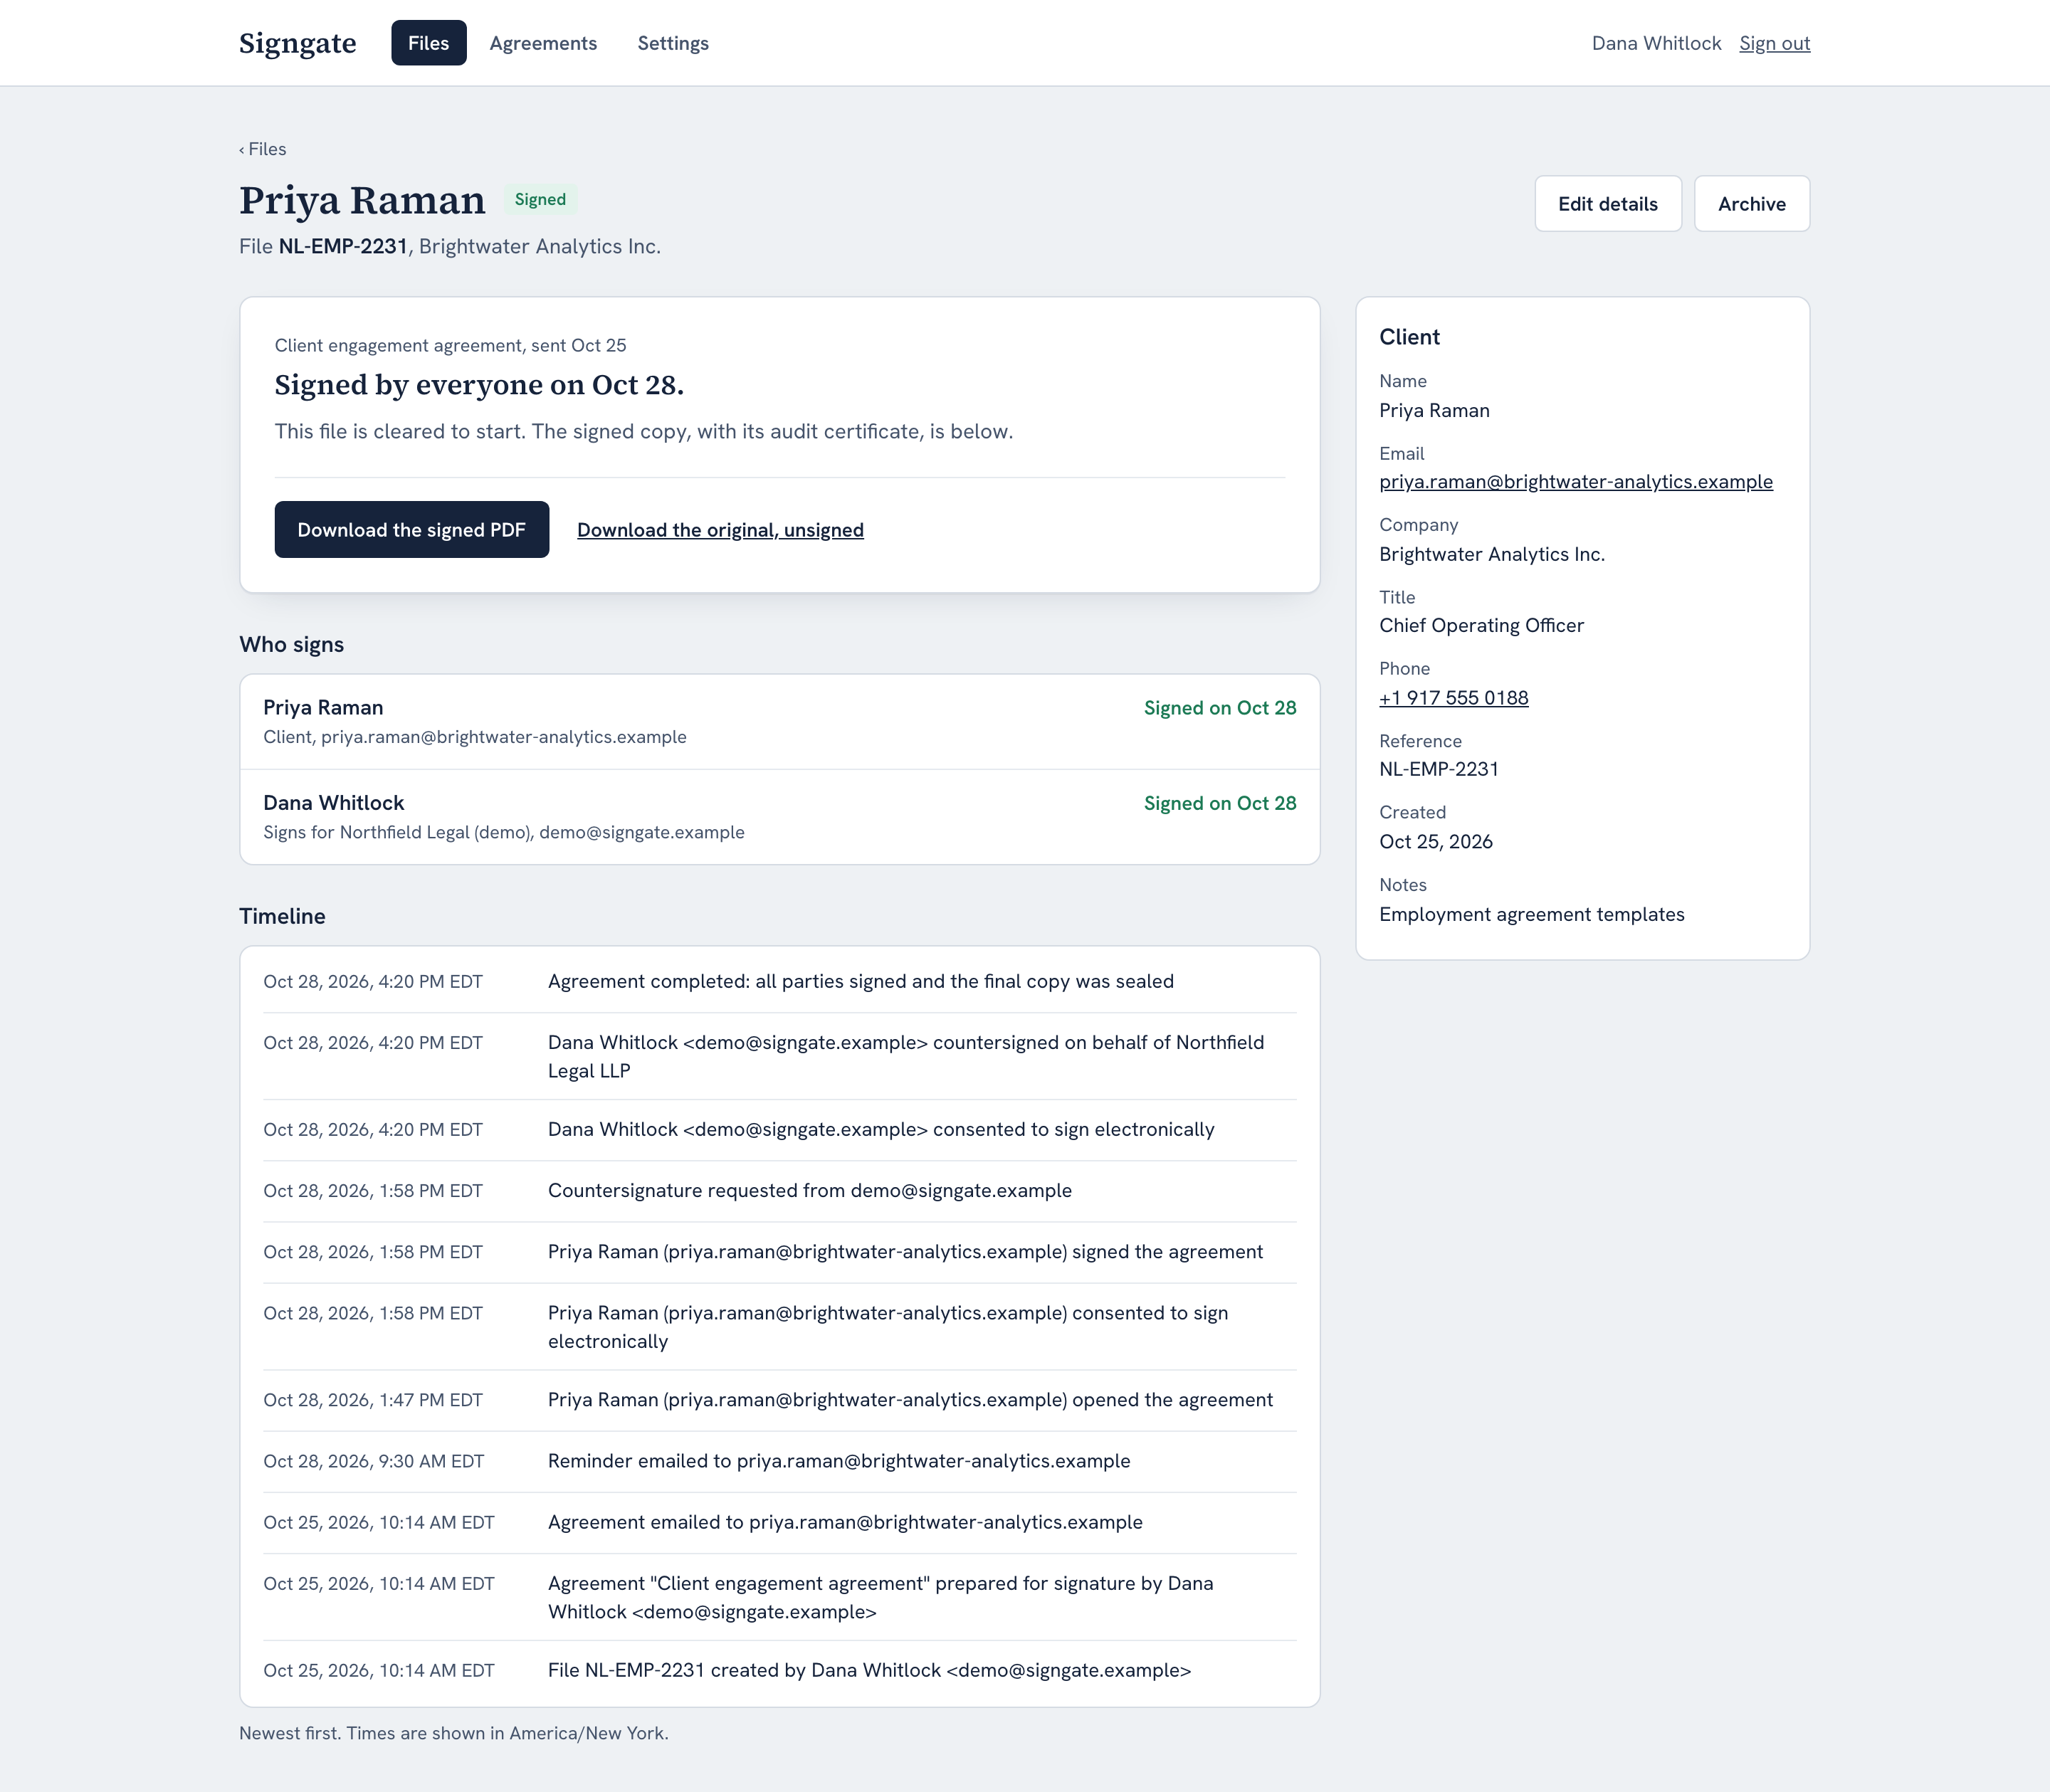 Signgate
Files
Agreements
Settings
Dana Whitlock
Sign out
‹ Files
Priya Raman
Signed
File NL-EMP-2231, Brightwater Analytics Inc.
Edit details
Archive
Client engagement agreement, sent Oct 25
Signed by everyone on Oct 28.
This file is cleared to start. The signed copy, with its audit certificate, is below.
Download the signed PDF
Download the original, unsigned
Who signs
Priya Raman
Signed on Oct 28
Client, priya.raman@brightwater-analytics.example
Dana Whitlock
Signed on Oct 28
Signs for Northfield Legal (demo), demo@signgate.example
Timeline
Oct 28, 2026, 4:20 PM EDT
Agreement completed: all parties signed and the final copy was sealed
Oct 28, 2026, 4:20 PM EDT
Dana Whitlock <demo@signgate.example> countersigned on behalf of Northfield
Legal LLP
Oct 28, 2026, 4:20 PM EDT
Dana Whitlock <demo@signgate.example> consented to sign electronically
Oct 28, 2026, 1:58 PM EDT
Countersignature requested from demo@signgate.example
Oct 28, 2026, 1:58 PM EDT
Priya Raman (priya.raman@brightwater-analytics.example) signed the agreement
Oct 28, 2026, 1:58 PM EDT
Priya Raman (priya.raman@brightwater-analytics.example) consented to sign
electronically
Oct 28, 2026, 1:47 PM EDT
Priya Raman (priya.raman@brightwater-analytics.example) opened the agreement
Oct 28, 2026, 9:30 AM EDT
Reminder emailed to priya.raman@brightwater-analytics.example
Oct 25, 2026, 10:14 AM EDT
Agreement emailed to priya.raman@brightwater-analytics.example
Oct 25, 2026, 10:14 AM EDT
Agreement "Client engagement agreement" prepared for signature by Dana
Whitlock <demo@signgate.example>
Oct 25, 2026, 10:14 AM EDT
File NL-EMP-2231 created by Dana Whitlock <demo@signgate.example>
Newest first. Times are shown in America/New York.
Client
Name
Priya Raman
Email
priya.raman@brightwater-analytics.example
Company
Brightwater Analytics Inc.
Title
Chief Operating Officer
Phone
+1 917 555 0188
Reference
NL-EMP-2231
Created
Oct 25, 2026
Notes
Employment agreement templates